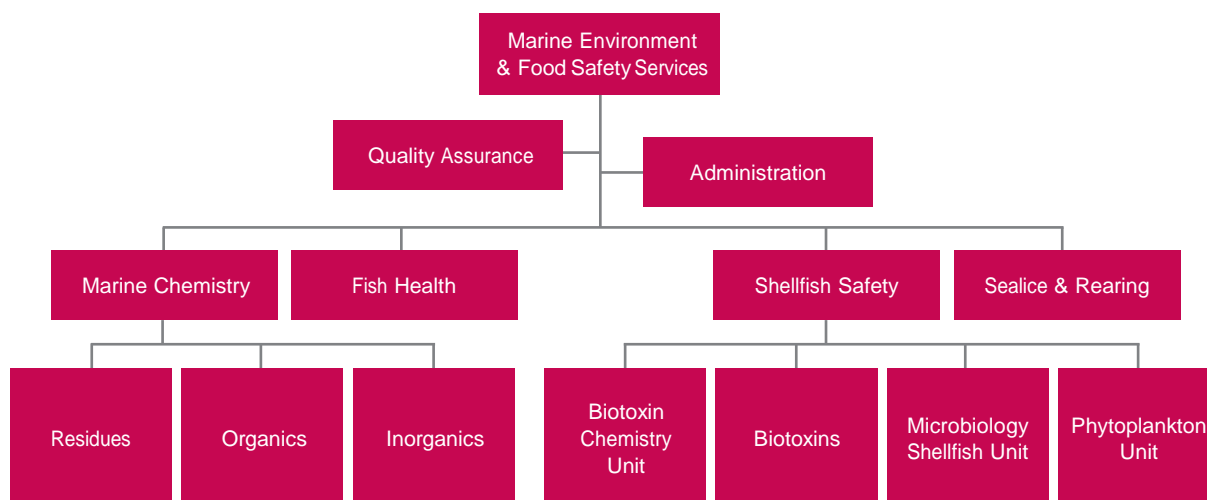 Marine Environment
& Food Safety Services
Quality Assurance
Administration
Marine Chemistry
Fish Health
Shellfish Safety
Sealice & Rearing
Residues
Organics
Inorganics
Biotoxin
Chemistry
Unit
Biotoxins
Microbiology
Shellfish Unit
Phytoplankton
Unit